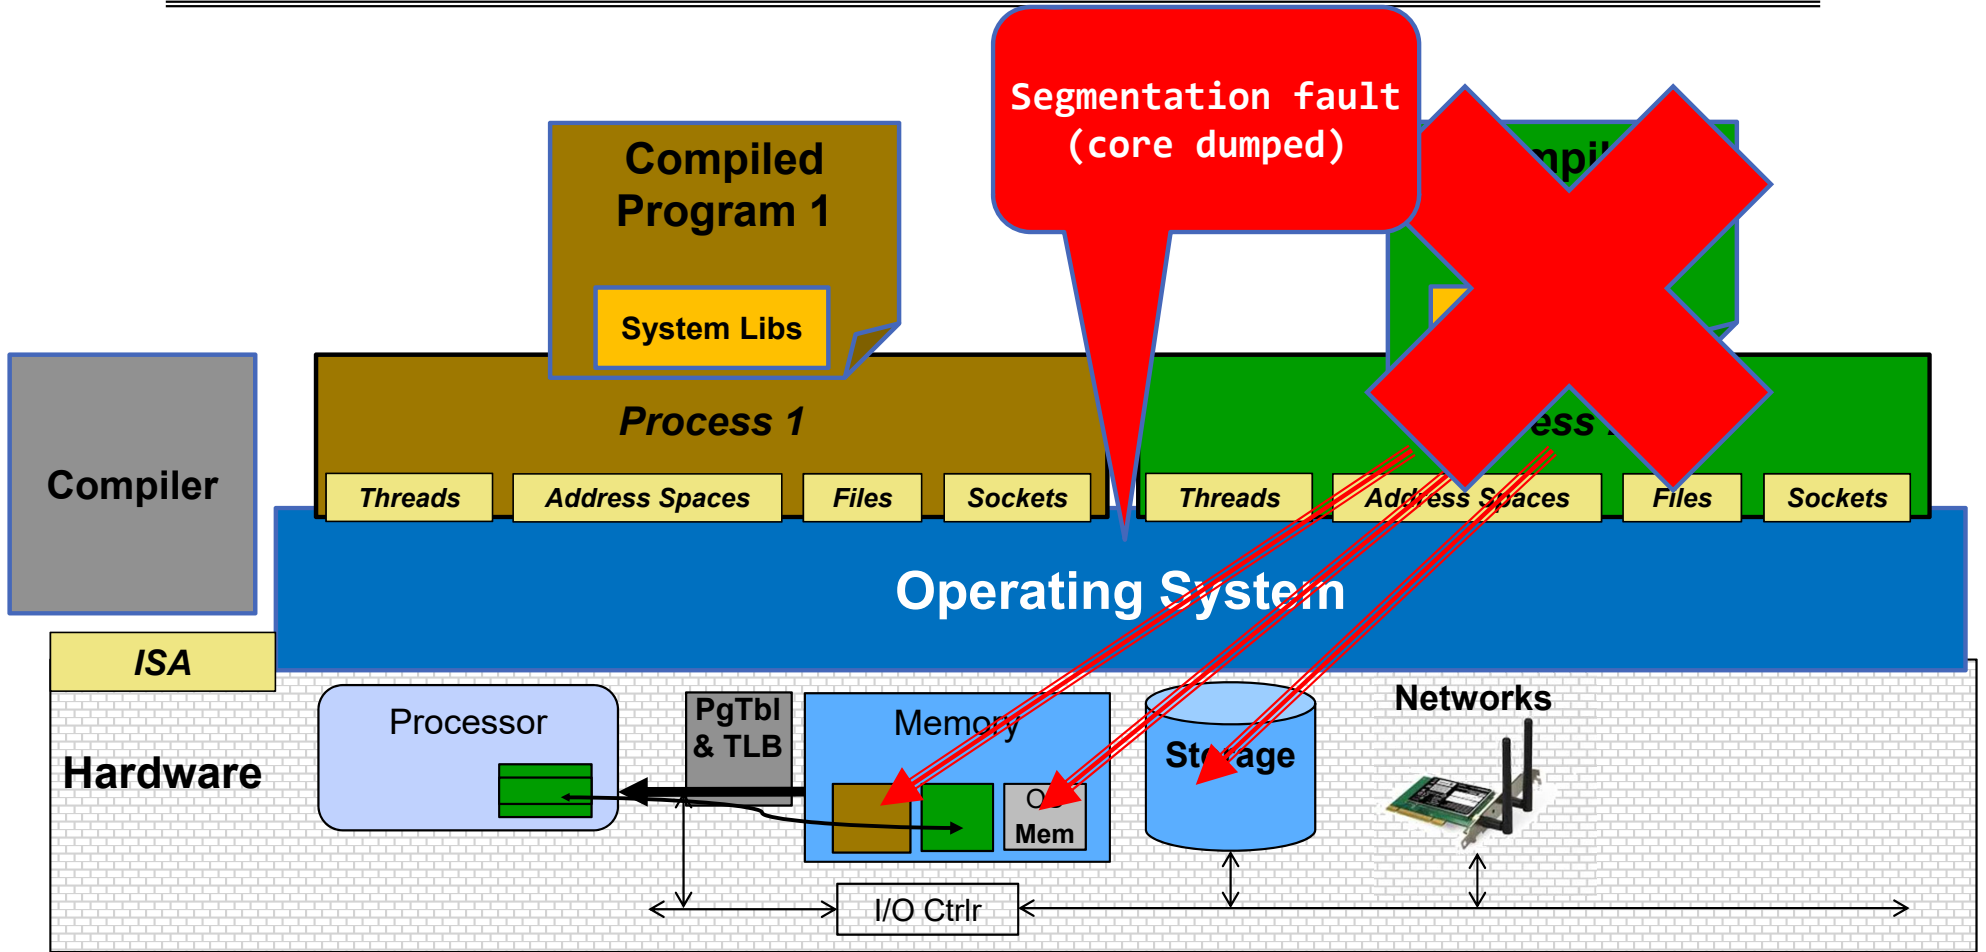 Segmentation fault
(core dumped)
Compiled
Program 1
System Libs
Process 1
Compiler
Threads
Address Spaces
Files
Sockets
Threads
Address Spaces
Files
Sockets
Operating System
ISA
Hardware
Processor
PgTbl
& TLB
Memory
OS
Mem
Storage
Networks
I/O Ctrlr